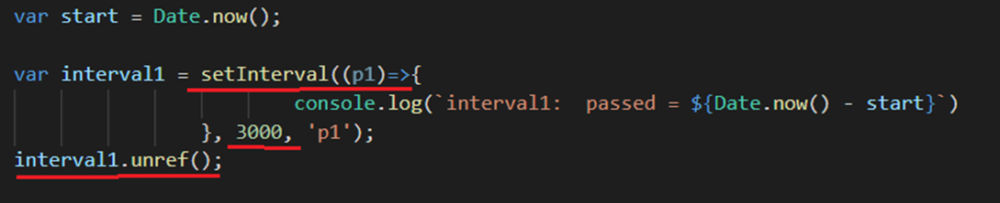 var start = Date.now();
var interval1 = setInterval((p1)=>{
console.log(`interval1:  passed = ${Date.now() - start}`)
}, 3000, 'p1');
interval1.unref();